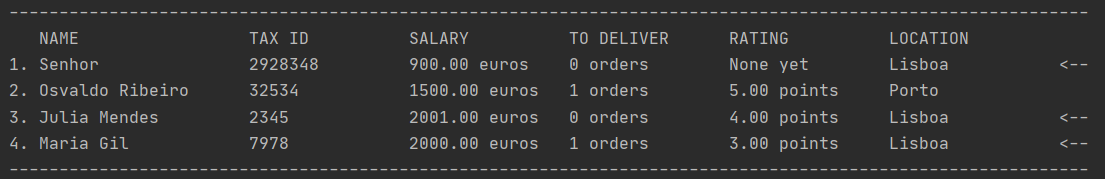 ------------------------------------------------------------------------------------------------------------
   NAME                 TAX ID          SALARY          TO DELIVER      RATING          LOCATION
1. Senhor               2928348         900.00 euros    0 orders        None yet        Lisboa           <--
2. Osvaldo Ribeiro      32534           1500.00 euros   1 orders        5.00 points     Porto
3. Julia Mendes         2345            2001.00 euros   0 orders        4.00 points     Lisboa           <--
4. Maria Gil            7978            2000.00 euros   1 orders        3.00 points     Lisboa           <--
------------------------------------------------------------------------------------------------------------